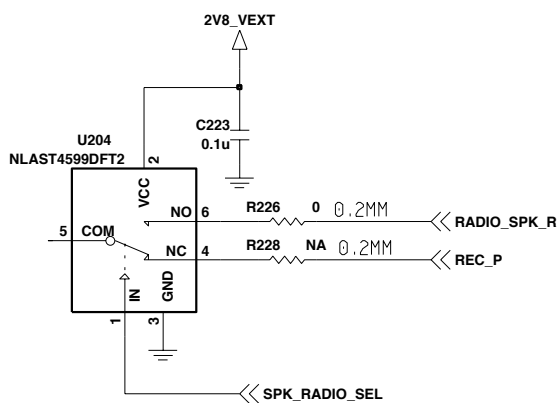 2V8_VEXT
C223
0.1u
U204
NLAST4599DFT2
2
VCC
NO
6
R226
0
0.2MM
RADIO_SPK_R
5
COM
NC
4
R228
NA
0.2MM
REC_P
IN
GND
1
3
SPK_RADIO_SEL